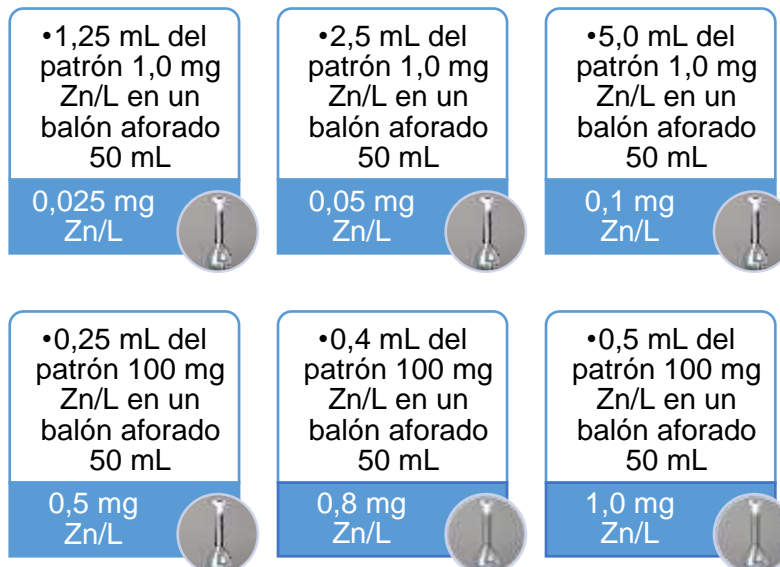 •1,25 mL del
patrón 1,0 mg
Zn/L en un
balón aforado
50 mL
0,025 mg
Zn/L
•2,5 mL del
patrón 1,0 mg
Zn/L en un
balón aforado
50 mL
0,05 mg
Zn/L
•5,0 mL del
patrón 1,0 mg
Zn/L en un
balón aforado
50 mL
0,1 mg
Zn/L
•0,25 mL del
patrón 100 mg
Zn/L en un
balón aforado
50 mL
0,5 mg
Zn/L
•0,4 mL del
patrón 100 mg
Zn/L en un
balón aforado
50 mL
0,8 mg
Zn/L
•0,5 mL del
patrón 100 mg
Zn/L en un
balón aforado
50 mL
1,0 mg
Zn/L